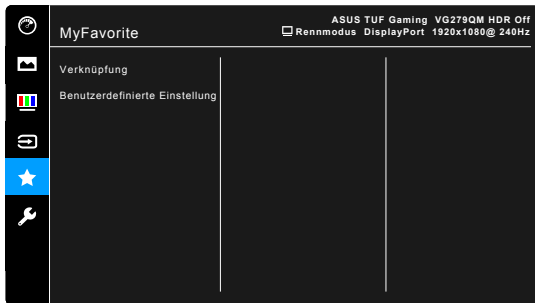 MyFavorite
ASUS TUF Gaming VG279QM HDR Off
Rennmodus DisplayPort 1920x1080@ 240Hz
Verknüpfung
Benutzerdefinierte Einstellung